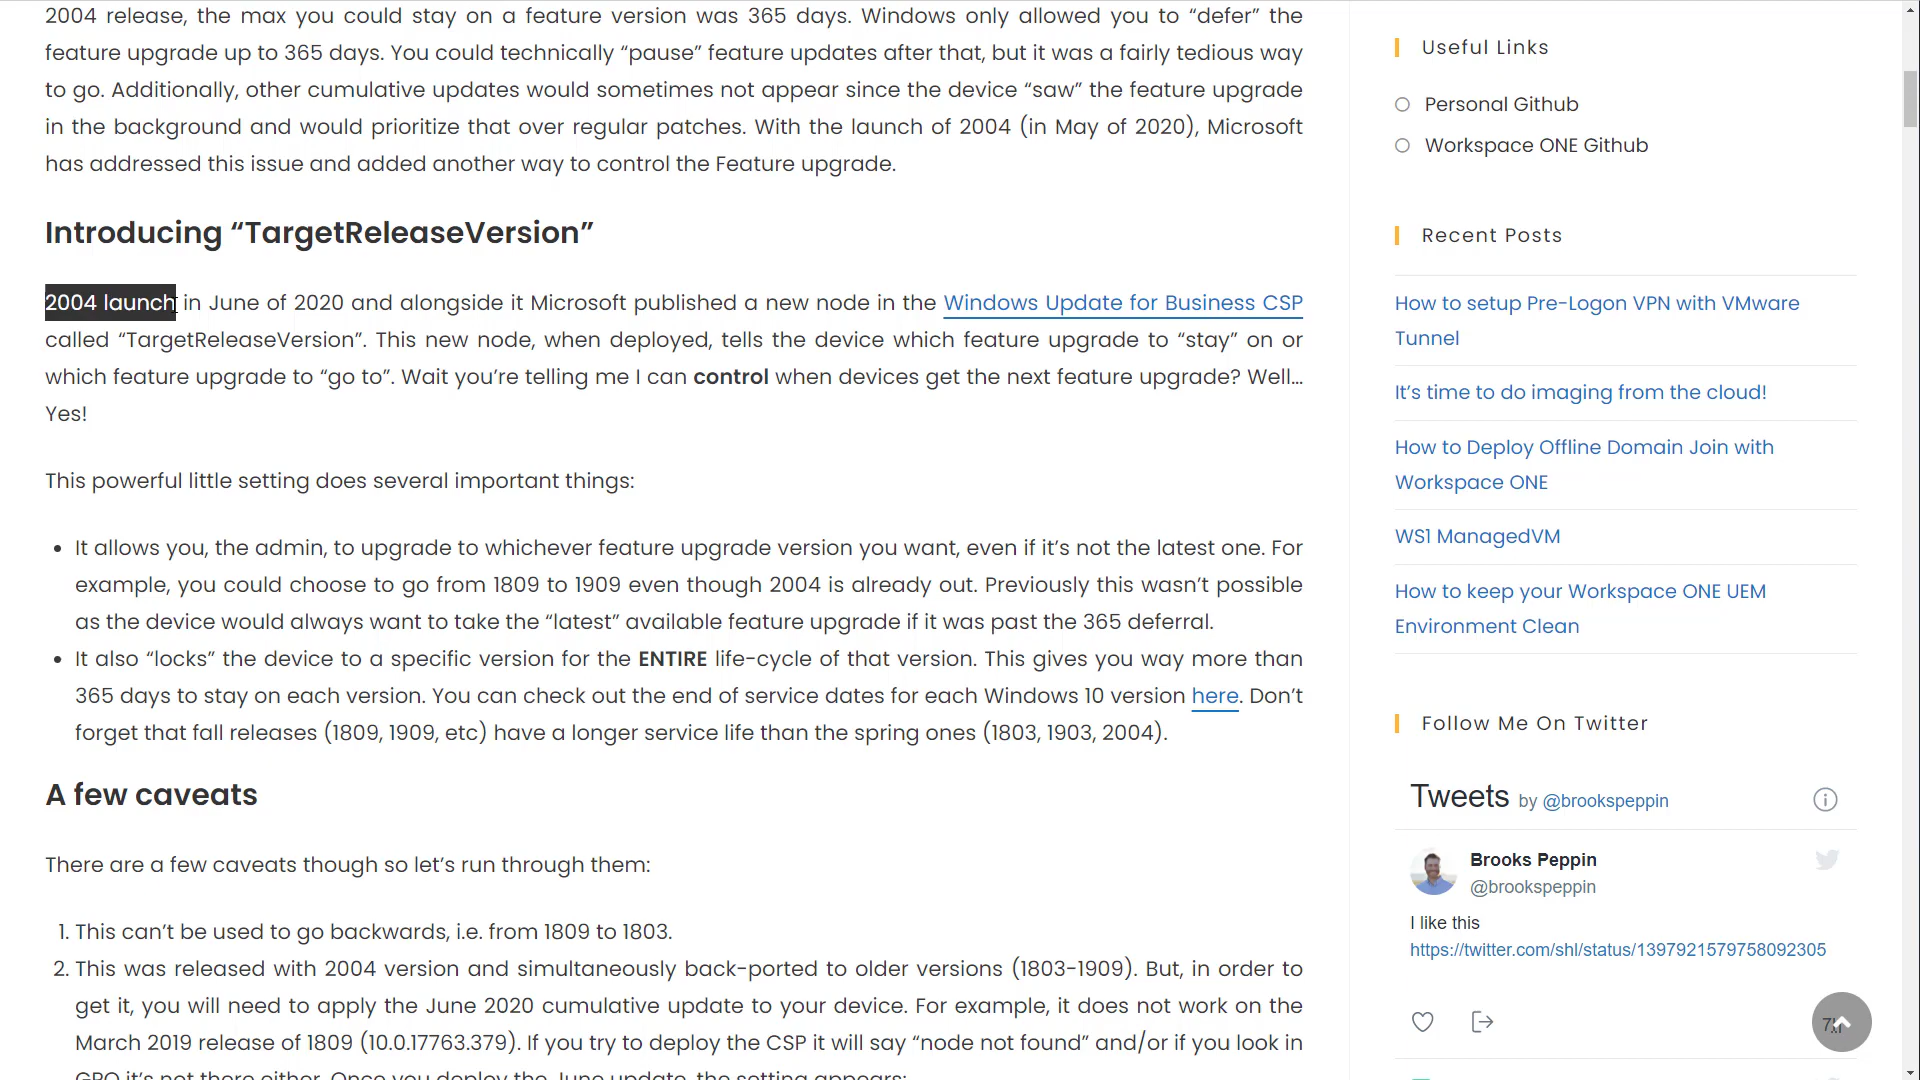 2004 release, the max you could stay on a feature version was 365 days. Windows only allowed you to “defer” the
feature upgrade up to 365 days. You could technically “pause” feature updates after that, but it was a fairly tedious way
to go. Additionally, other cumulative updates would sometimes not appear since the device “saw” the feature upgrade
in the background and would prioritize that over regular patches. With the launch of 2004 (in May of 2020), Microsoft
has addressed this issue and added another way to control the Feature upgrade.
Introducing “TargetReleaseVersion”
2004 launch in June of 2020 and alongside it Microsoft published a new node in the Windows Update for Business CSP
called “TargetReleaseVersion”. This new node, when deployed, tells the device which feature upgrade to “stay” on or
which feature upgrade to “go to”. Wait you’re telling me I can control when devices get the next feature upgrade? Well…
Yes!
This powerful little setting does several important things:
• It allows you, the admin, to upgrade to whichever feature upgrade version you want, even if it’s not the latest one. For
example, you could choose to go from 1809 to 1909 even though 2004 is already out. Previously this wasn’t possible
as the device would always want to take the “latest” available feature upgrade if it was past the 365 deferral.
• It also “locks” the device to a specific version for the ENTIRE life-cycle of that version. This gives you way more than
365 days to stay on each version. You can check out the end of service dates for each Windows 10 version here. Don’t
forget that fall releases (1809, 1909, etc) have a longer service life than the spring ones (1803, 1903, 2004).
A few caveats
There are a few caveats though so let’s run through them:
1. This can’t be used to go backwards, i.e. from 1809 to 1803.
2. This was released with 2004 version and simultaneously back-ported to older versions (1803-1909). But, in order to
get it, you will need to apply the June 2020 cumulative update to your device. For example, it does not work on the
March 2019 release of 1809 (10.0.17763.379). If you try to deploy the CSP it will say “node not found” and/or if you look in
GPO it’s not there either. Once you deploy the June update, the setting appears:
Useful Links
Personal Github
Workspace ONE Github
Recent Posts
How to setup Pre-Logon VPN with VMware
Tunnel
It’s time to do imaging from the cloud!
How to Deploy Offline Domain Join with
Workspace ONE
WS1 ManagedVM
How to keep your Workspace ONE UEM
Environment Clean
Follow Me On Twitter
Tweets by @brookspeppin
Brooks Peppin
@brookspeppin
I like this
https://twitter.com/shl/status/1397921579758092305